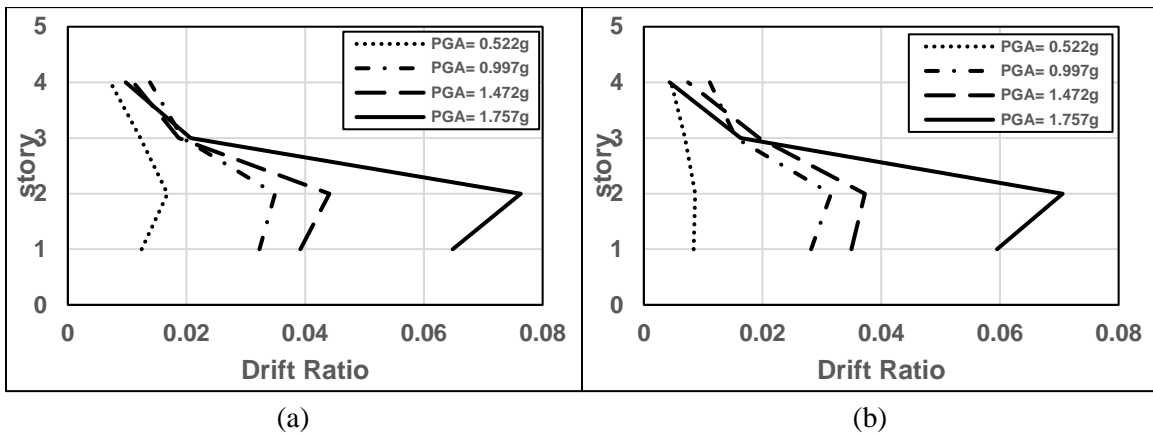 5
4
3
2
1
0
story
PGA= 0.522g
PGA= 0.997g
PGA= 1.472g
PGA= 1.757g
0 0.02 0.04 0.06 0.08
Drift Ratio
(a)
5
4
3
2
1
0
story
PGA= 0.522g
PGA= 0.997g
PGA= 1.472g
PGA= 1.757g
0 0.02 0.04 0.06 0.08
Drift Ratio
(b)